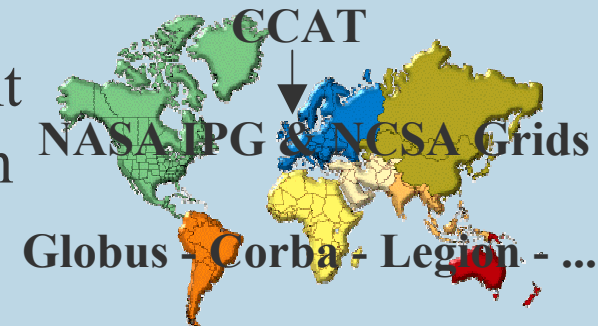 CCAT
NASA IPG & NCSA Grids
Globus - Corba - Legion - ...